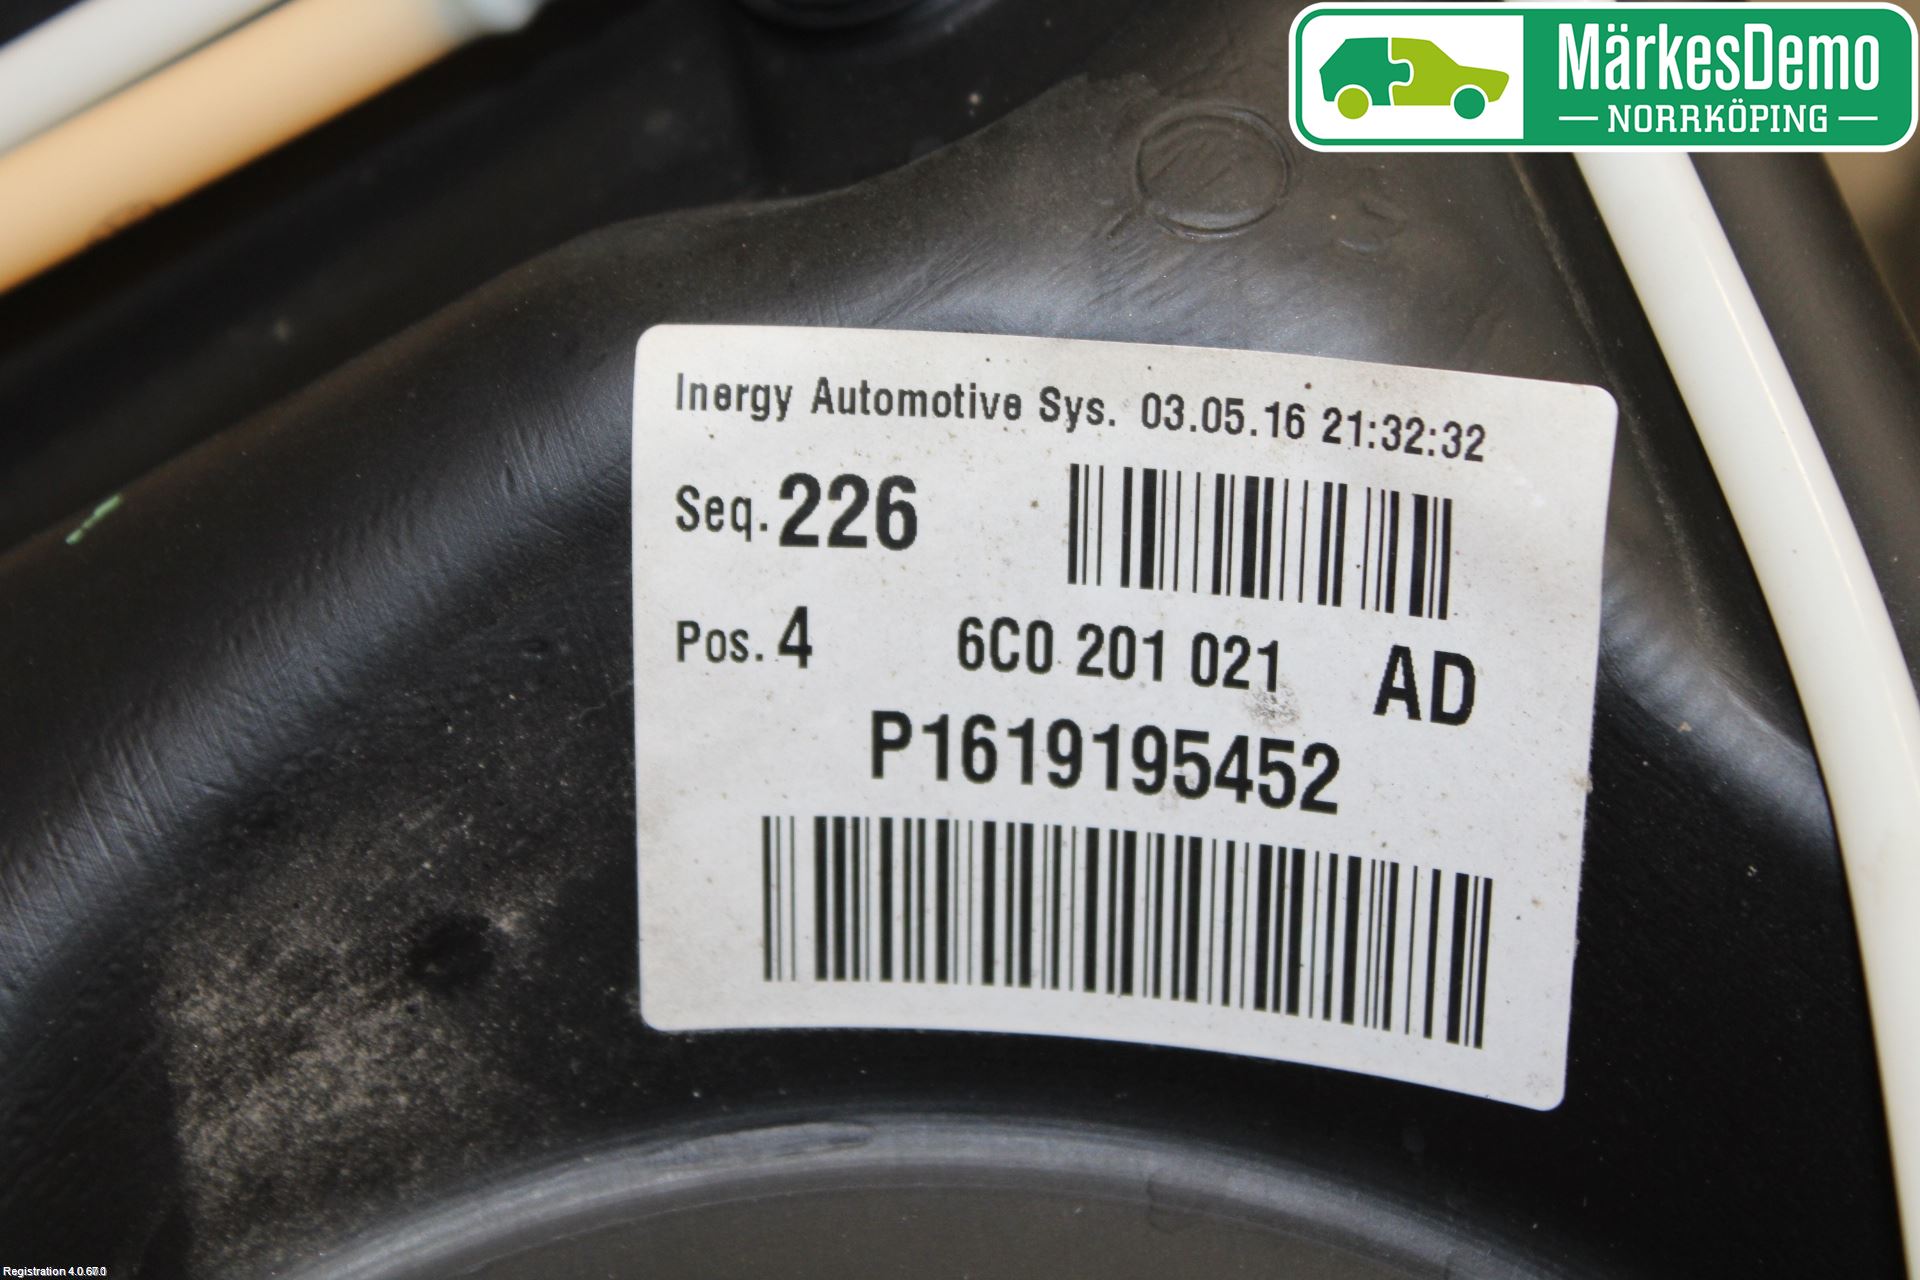 MärkesDemo
NORRKÖPING
Inergy Automotive Sys. 03.05.16 21:32:32
Seq. 226
Pos. 4 6C0 201 021 AD
P1619195452